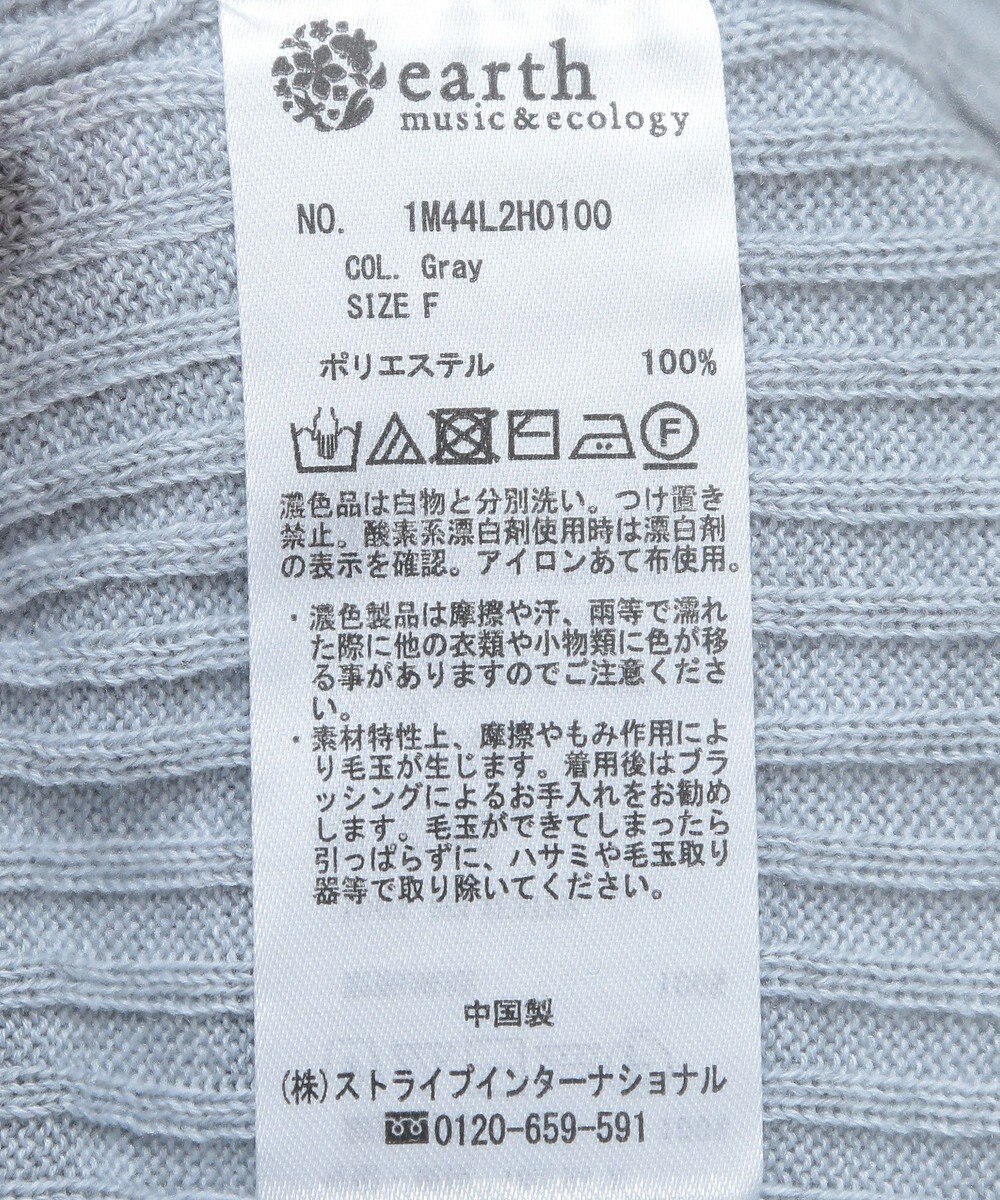 earth
music&ecology
NO. 1M44L2H0100
COL. Gray
SIZE F
ポリエステル 100%
F
濃色品は白物と分別洗い。つけ置き
禁止。酸素系漂白剤使用時は漂白剤
の表示を確認。アイロンあて布使用。
・濃色製品は摩擦や汗、雨等で濡れ
た際に他の衣類や小物類に色が移
る事がありますのでご注意くださ
い。
・素材特性上、摩擦やもみ作用によ
り毛玉が生じます。着用後はブラ
ッシングによるお手入れをお勧め
します。毛玉ができてしまったら
引っぱらずに、ハサミや毛玉取り
器等で取り除いてください。
中国製
(株)ストライプインターナショナル
0120-659-591